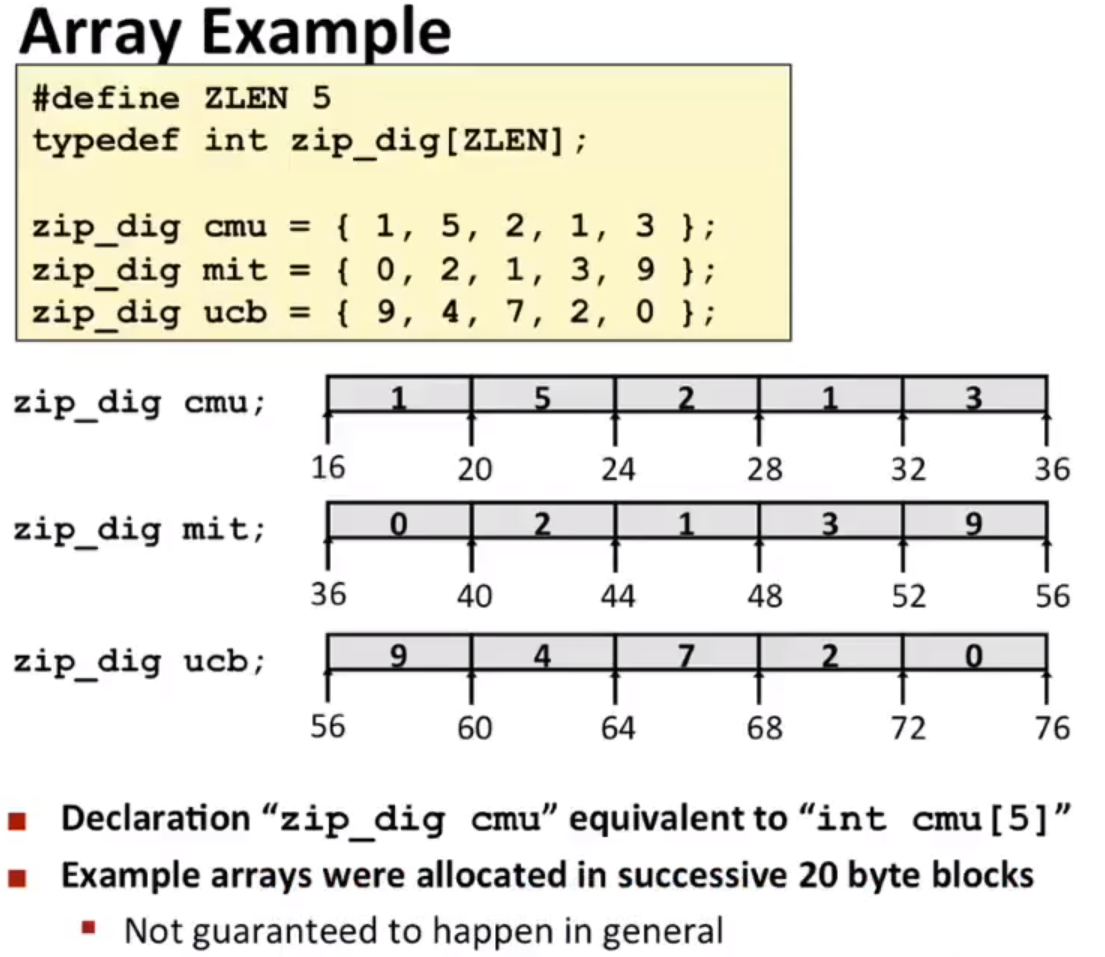 Array Example
#define ZLEN 5
typedef int zip_dig[ZLEN];
zip_dig cmu = { 1, 5, 2, 1, 3 };
zip_dig mit = { 0, 2, 1, 3, 9 };
zip_dig ucb = { 9, 4, 7, 2, 0 };
zip_dig cmu; 1 5 2 1 3
16 20 24 28 32 36
zip_dig mit; 0 2 1 3 9
36 40 44 48 52 56
zip_dig ucb; 9 4 7 2 0
56 60 64 68 72 76
Declaration “zip_dig cmu” equivalent to “int cmu[5]”
Example arrays were allocated in successive 20 byte blocks
Not guaranteed to happen in general